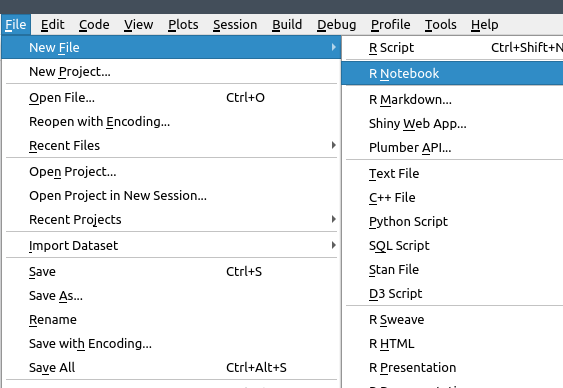 File Edit Code View Plots Session Build Debug Profile Tools Help
New File
New Project...
Open File... Ctrl+O
Reopen with Encoding...
Recent Files
Open Project...
Open Project in New Session...
Recent Projects
Import Dataset
Save Ctrl+S
Save As...
Rename
Save with Encoding...
Save All Ctrl+Alt+S
R Script Ctrl+Shift+N
R Notebook
R Markdown...
Shiny Web App...
Plumber API...
Text File
C++ File
Python Script
SQL Script
Stan File
D3 Script
R Sweave
R HTML
R Presentation